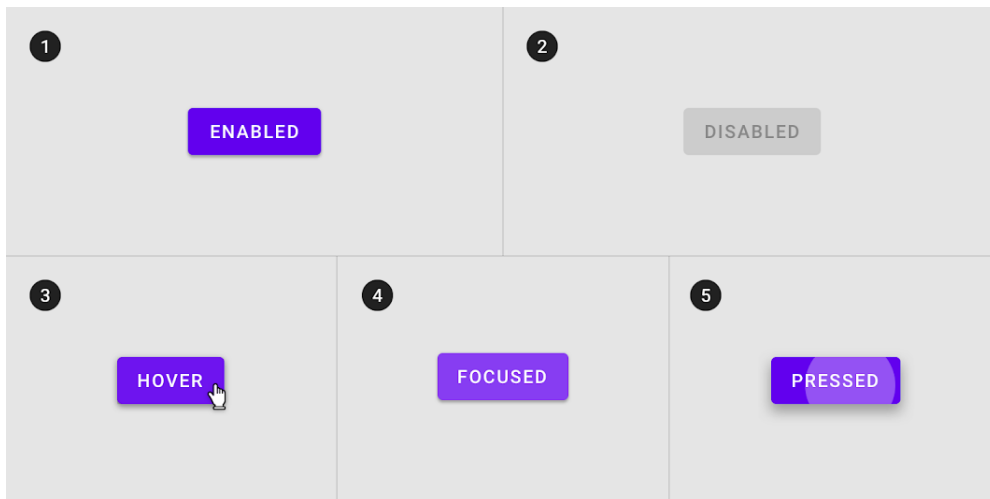 1
2
ENABLED
DISABLED
3
4
5
HOVER
FOCUSED
PRESSED